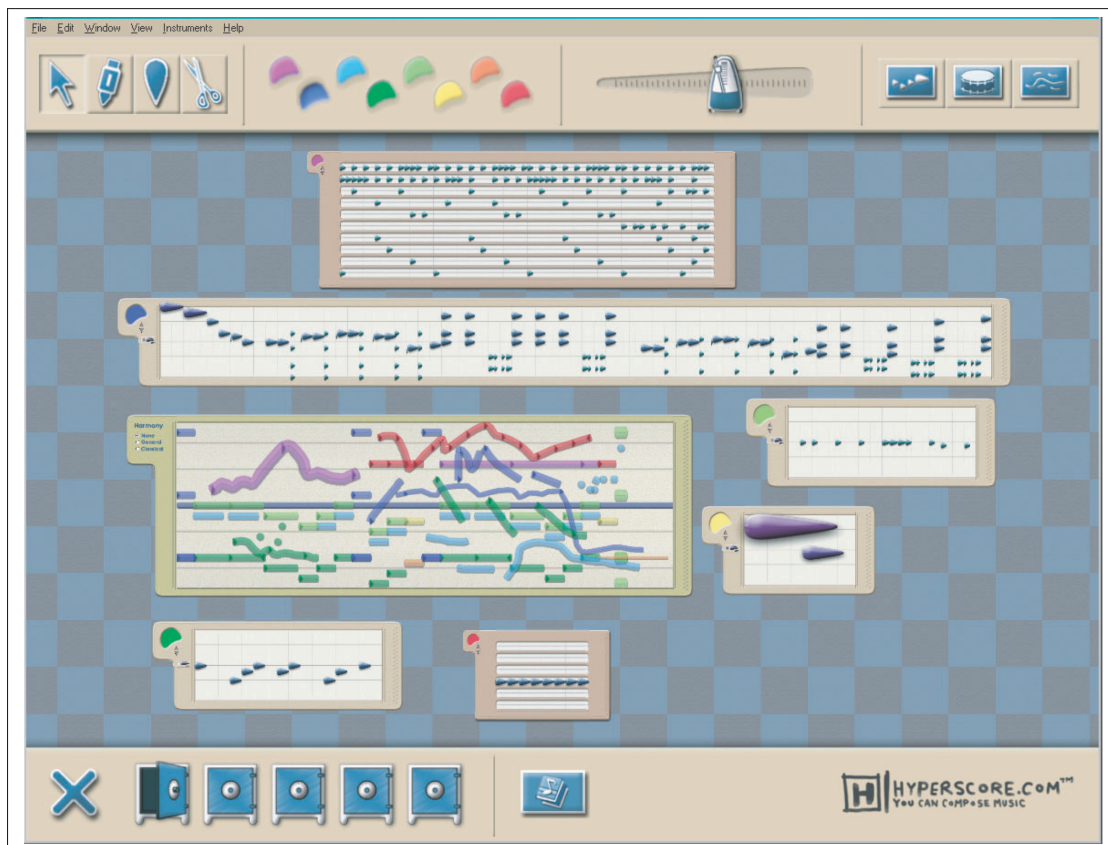 File Edit Window View Instruments Help
Harmony
None
General
Classical
H HYPERSCORE.COM™
YOU CAN COMPOSE MUSIC